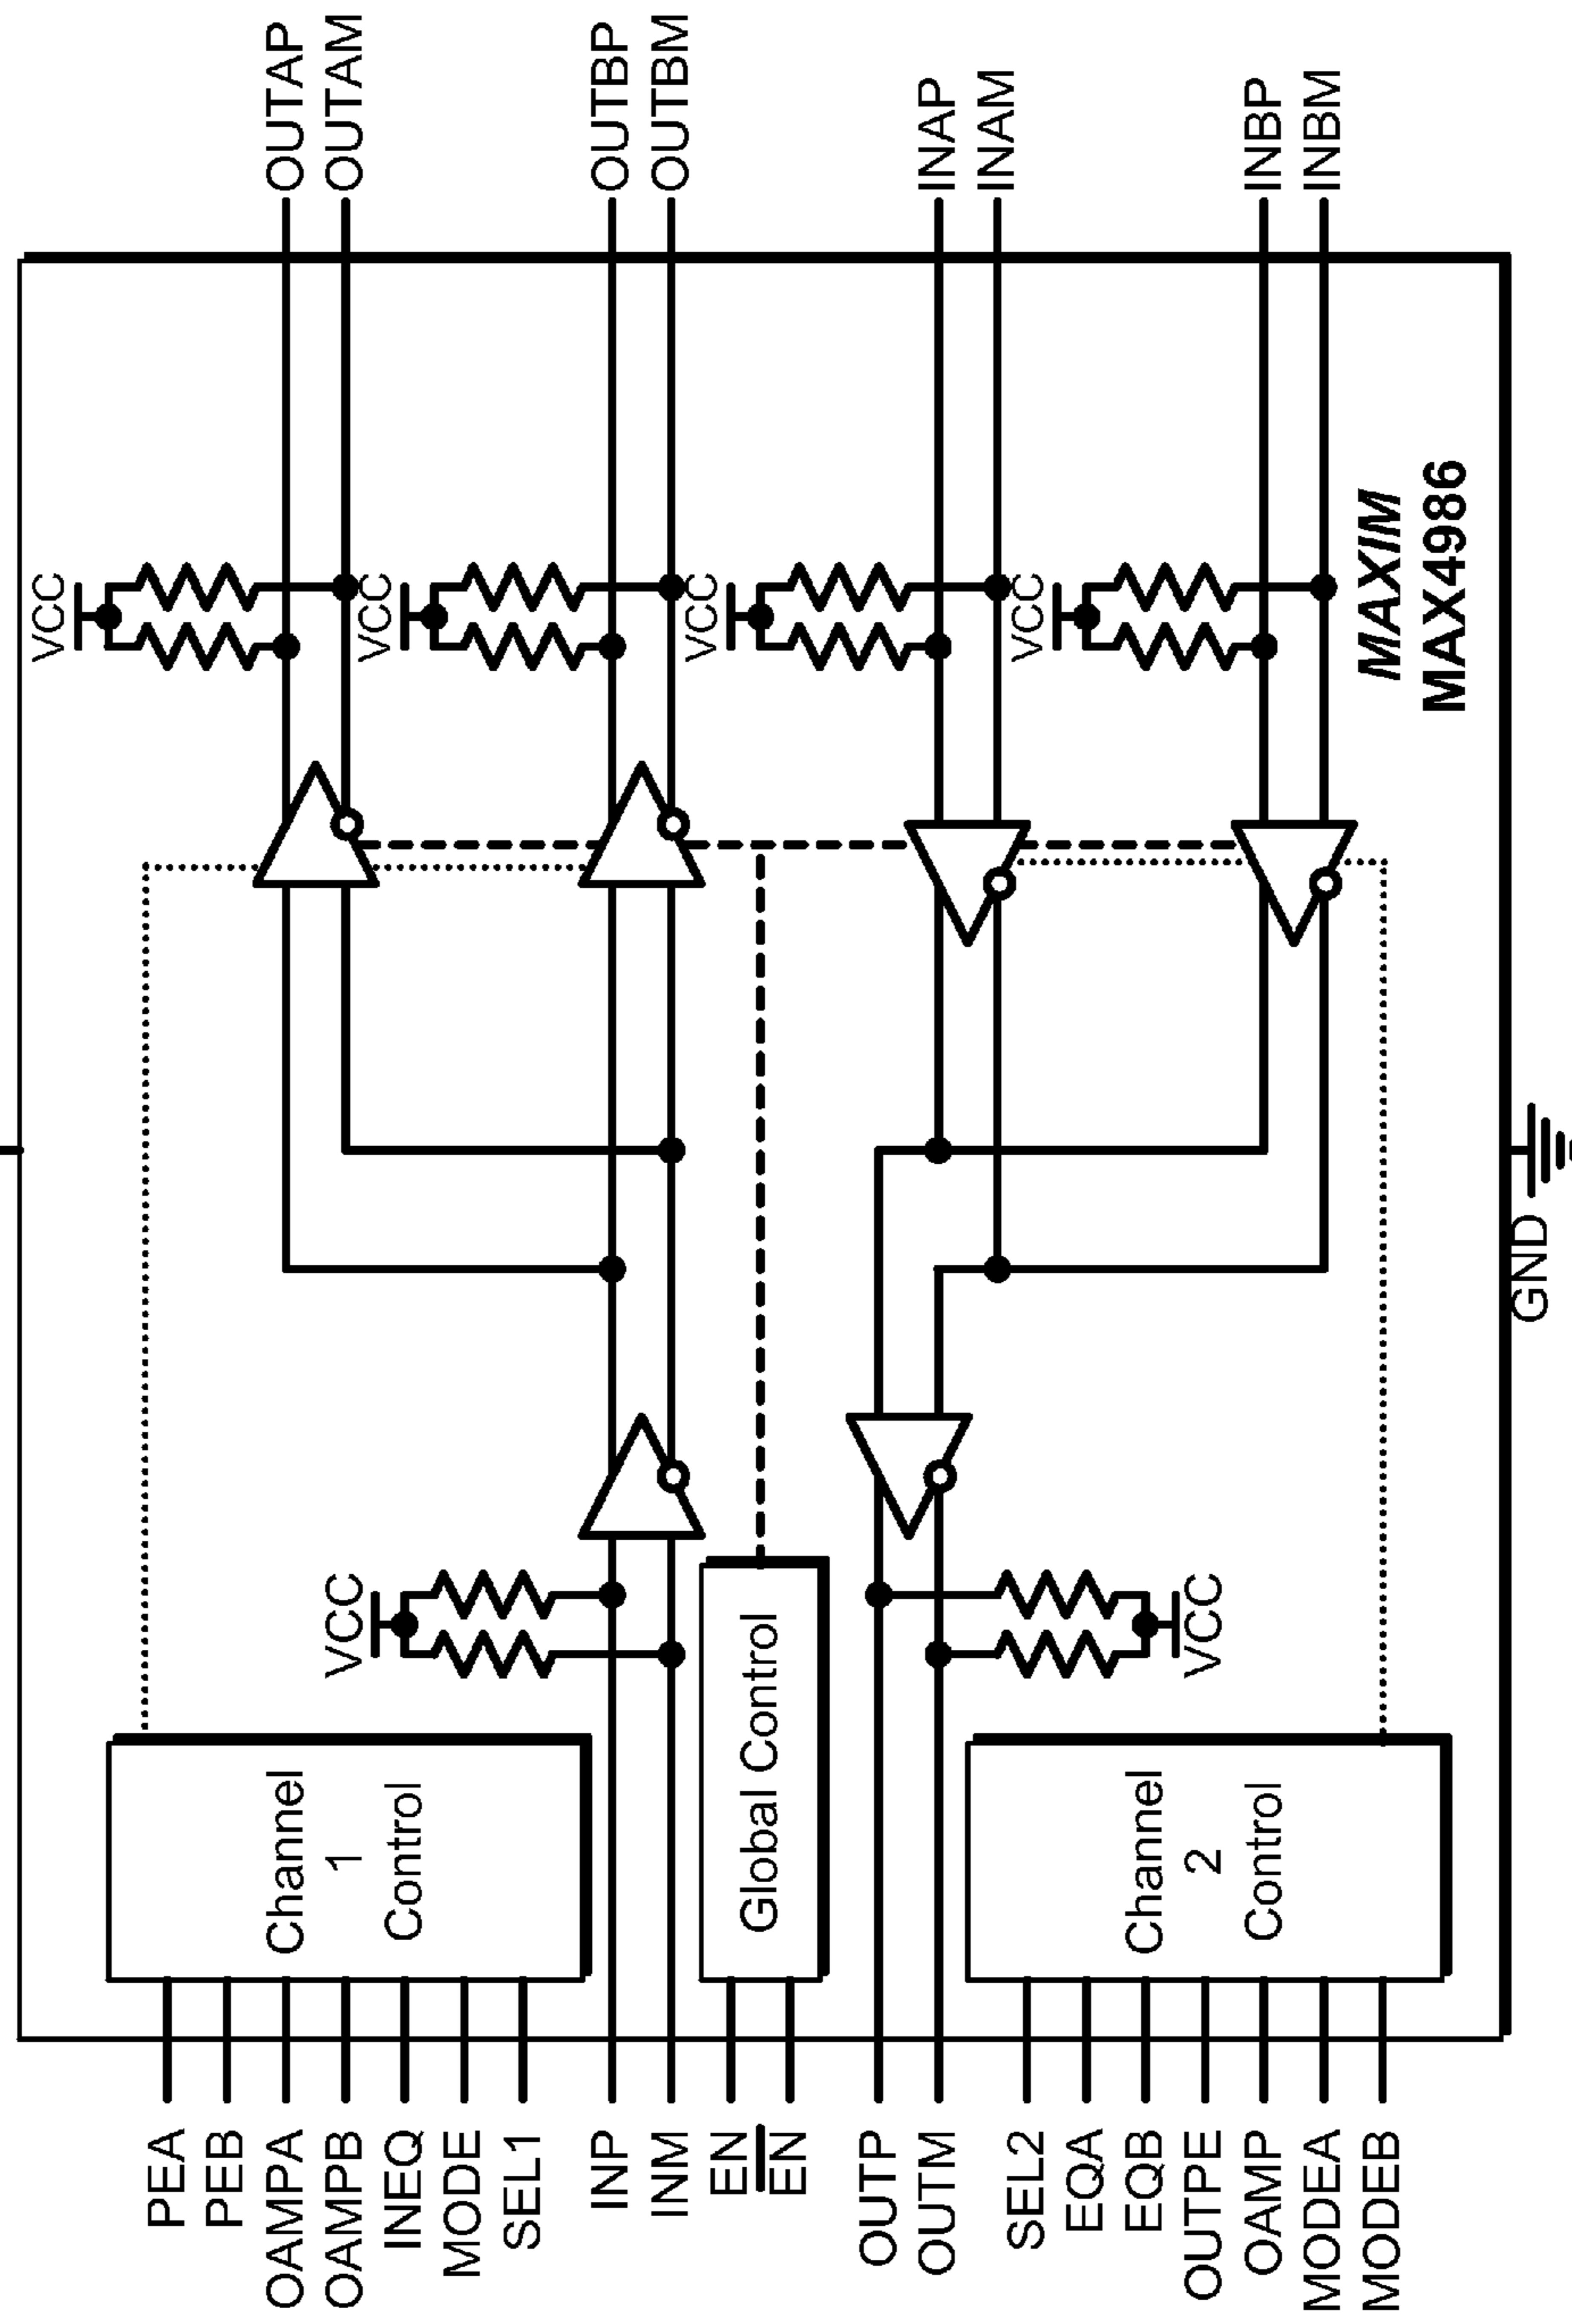 PEA
PEB
OAMPA
OAMPB
INEQ
MODE
SEL1
INP
INM
EN
EN
OUTP
OUTM
SEL2
EQA
EQB
OUTPE
OAMP
MODEA
MODEB
Channel
1
Control
Global Control
Channel
2
Control
VCC
VCC
VCC
VCC
VCC
VCC
GND
MAXIM
MAX4986
OUTAP
OUTAM
OUTBP
OUTBM
INAP
INAM
INBP
INBM